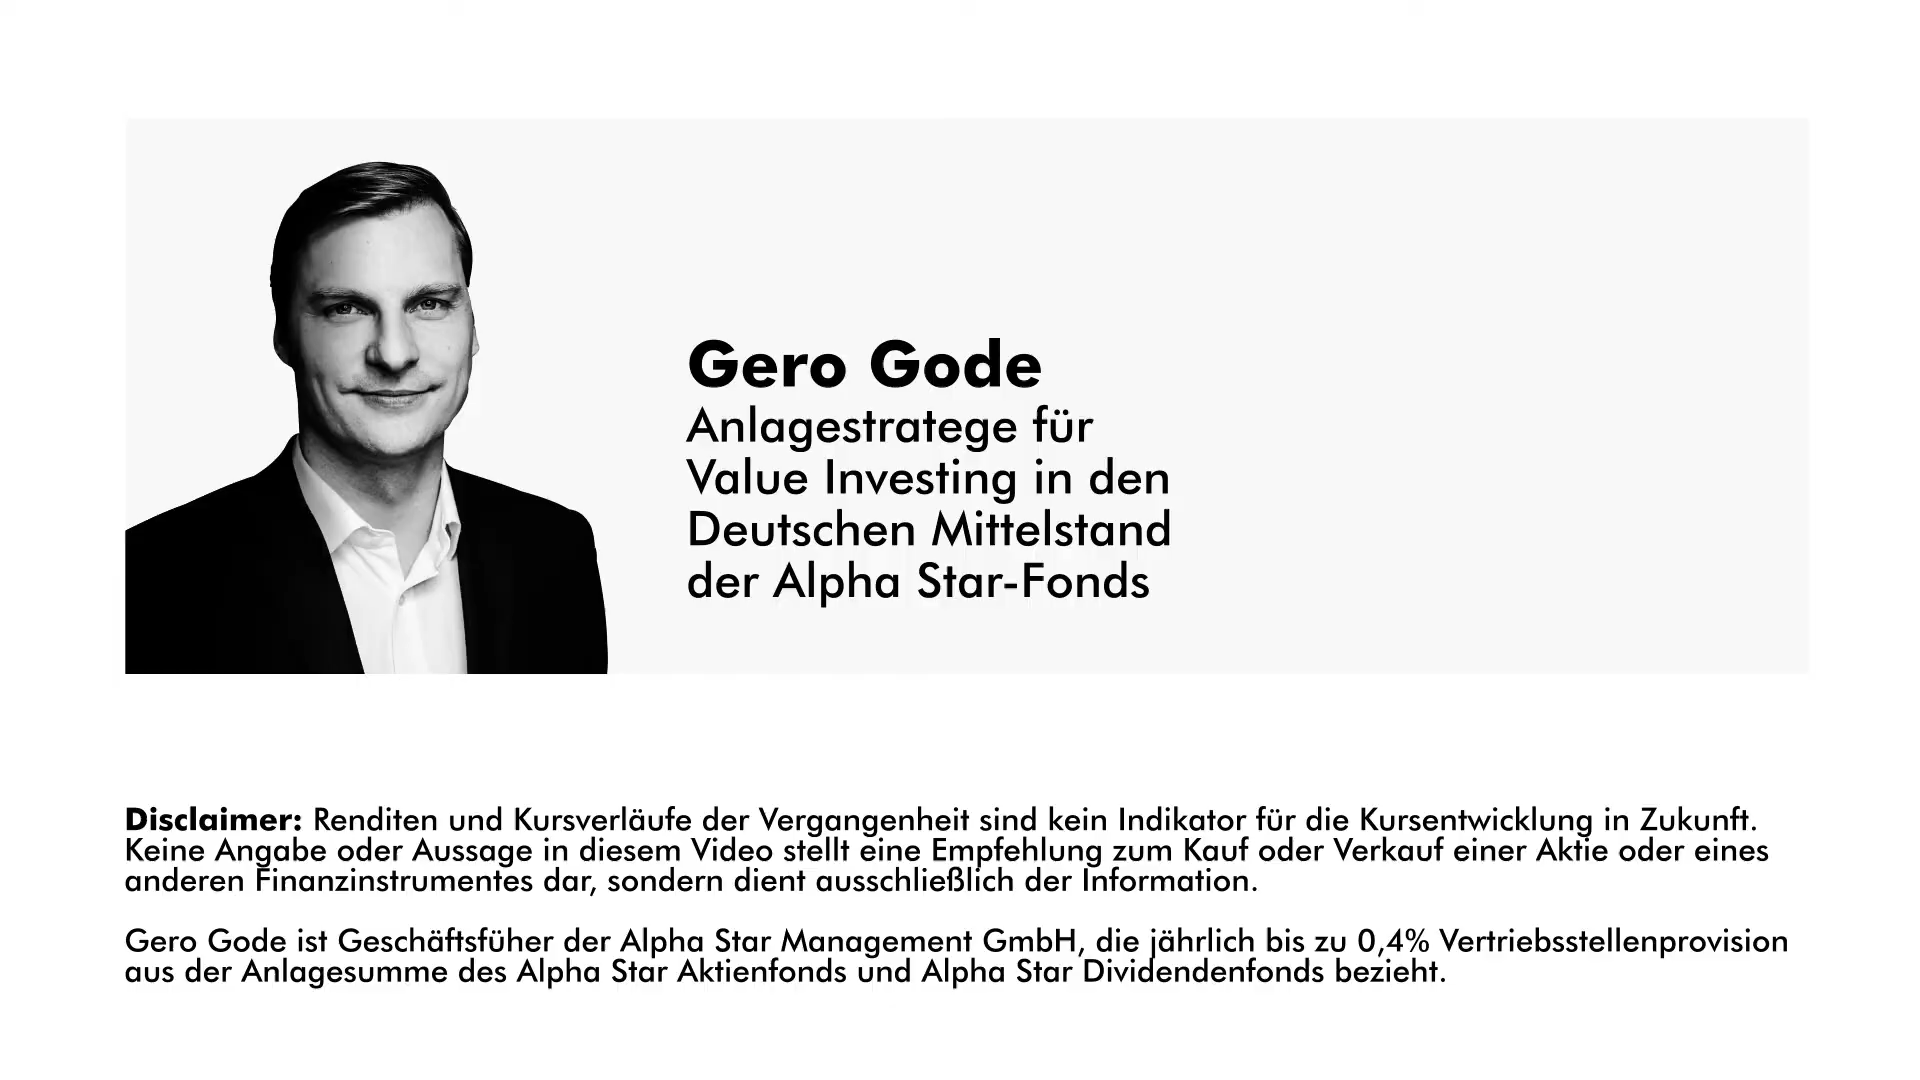 Gero Gode
Anlagestratege für
Value Investing in den
Deutschen Mittelstand
der Alpha Star-Fonds
Disclaimer: Renditen und Kursverläufe der Vergangenheit sind kein Indikator für die Kursentwicklung in Zukunft.
Keine Angabe oder Aussage in diesem Video stellt eine Empfehlung zum Kauf oder Verkauf einer Aktie oder eines
anderen Finanzinstrumentes dar, sondern dient ausschließlich der Information.
Gero Gode ist Geschäftsfüher der Alpha Star Management GmbH, die jährlich bis zu 0,4% Vertriebsstellenprovision
aus der Anlagesumme des Alpha Star Aktienfonds und Alpha Star Dividendenfonds bezieht.